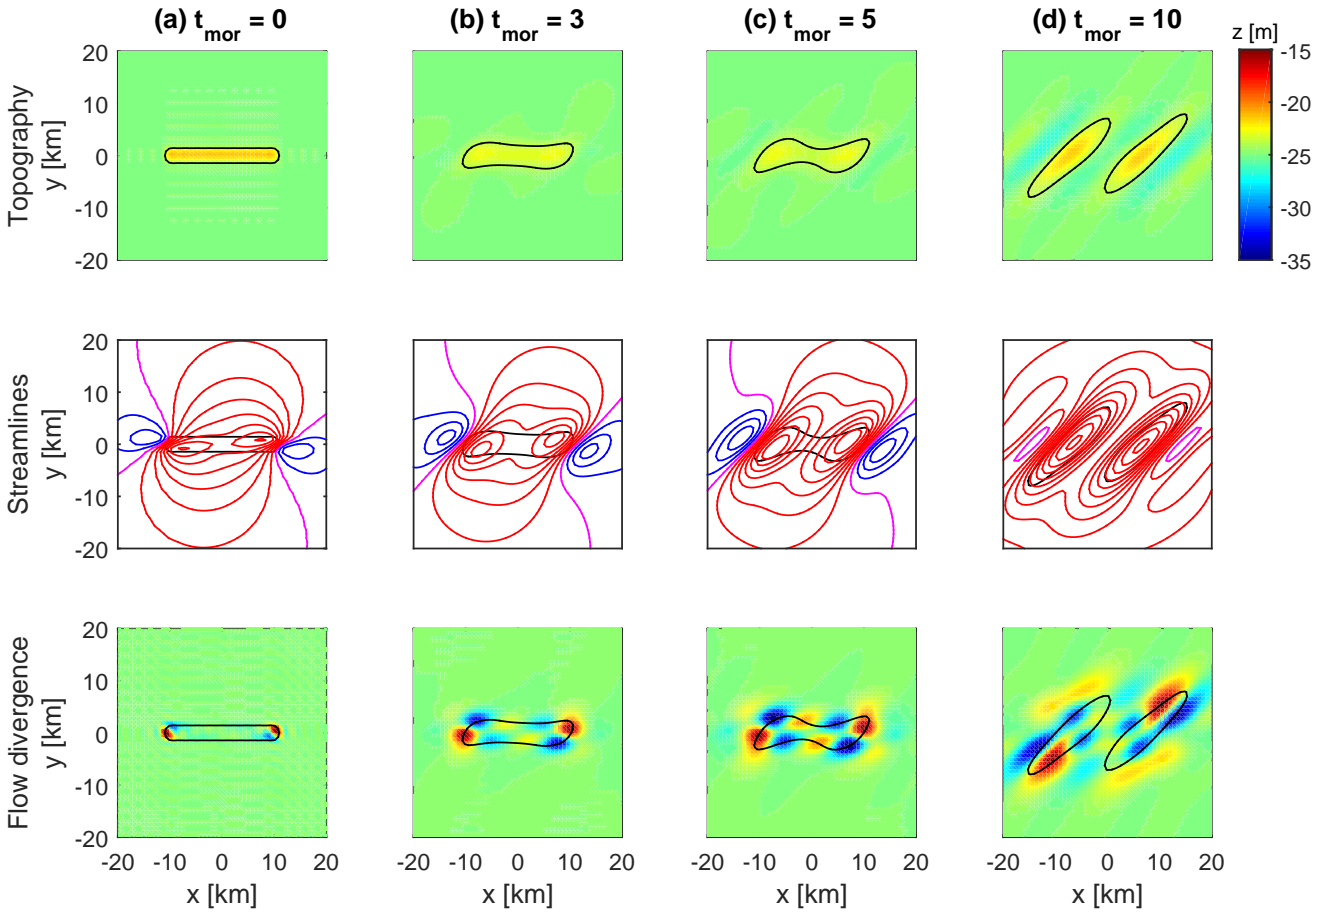 (a) t_mor = 0
(b) t_mor = 3
(c) t_mor = 5
(d) t_mor = 10
z [m]
Topography
y [km]
20
10
0
-10
-20
-15
-20
-25
-30
-35
Streamlines
y [km]
20
10
0
-10
-20
Flow divergence
y [km]
20
10
0
-10
-20
-20 -10 0 10 20
-20 -10 0 10 20
-20 -10 0 10 20
-20 -10 0 10 20
x [km]
x [km]
x [km]
x [km]